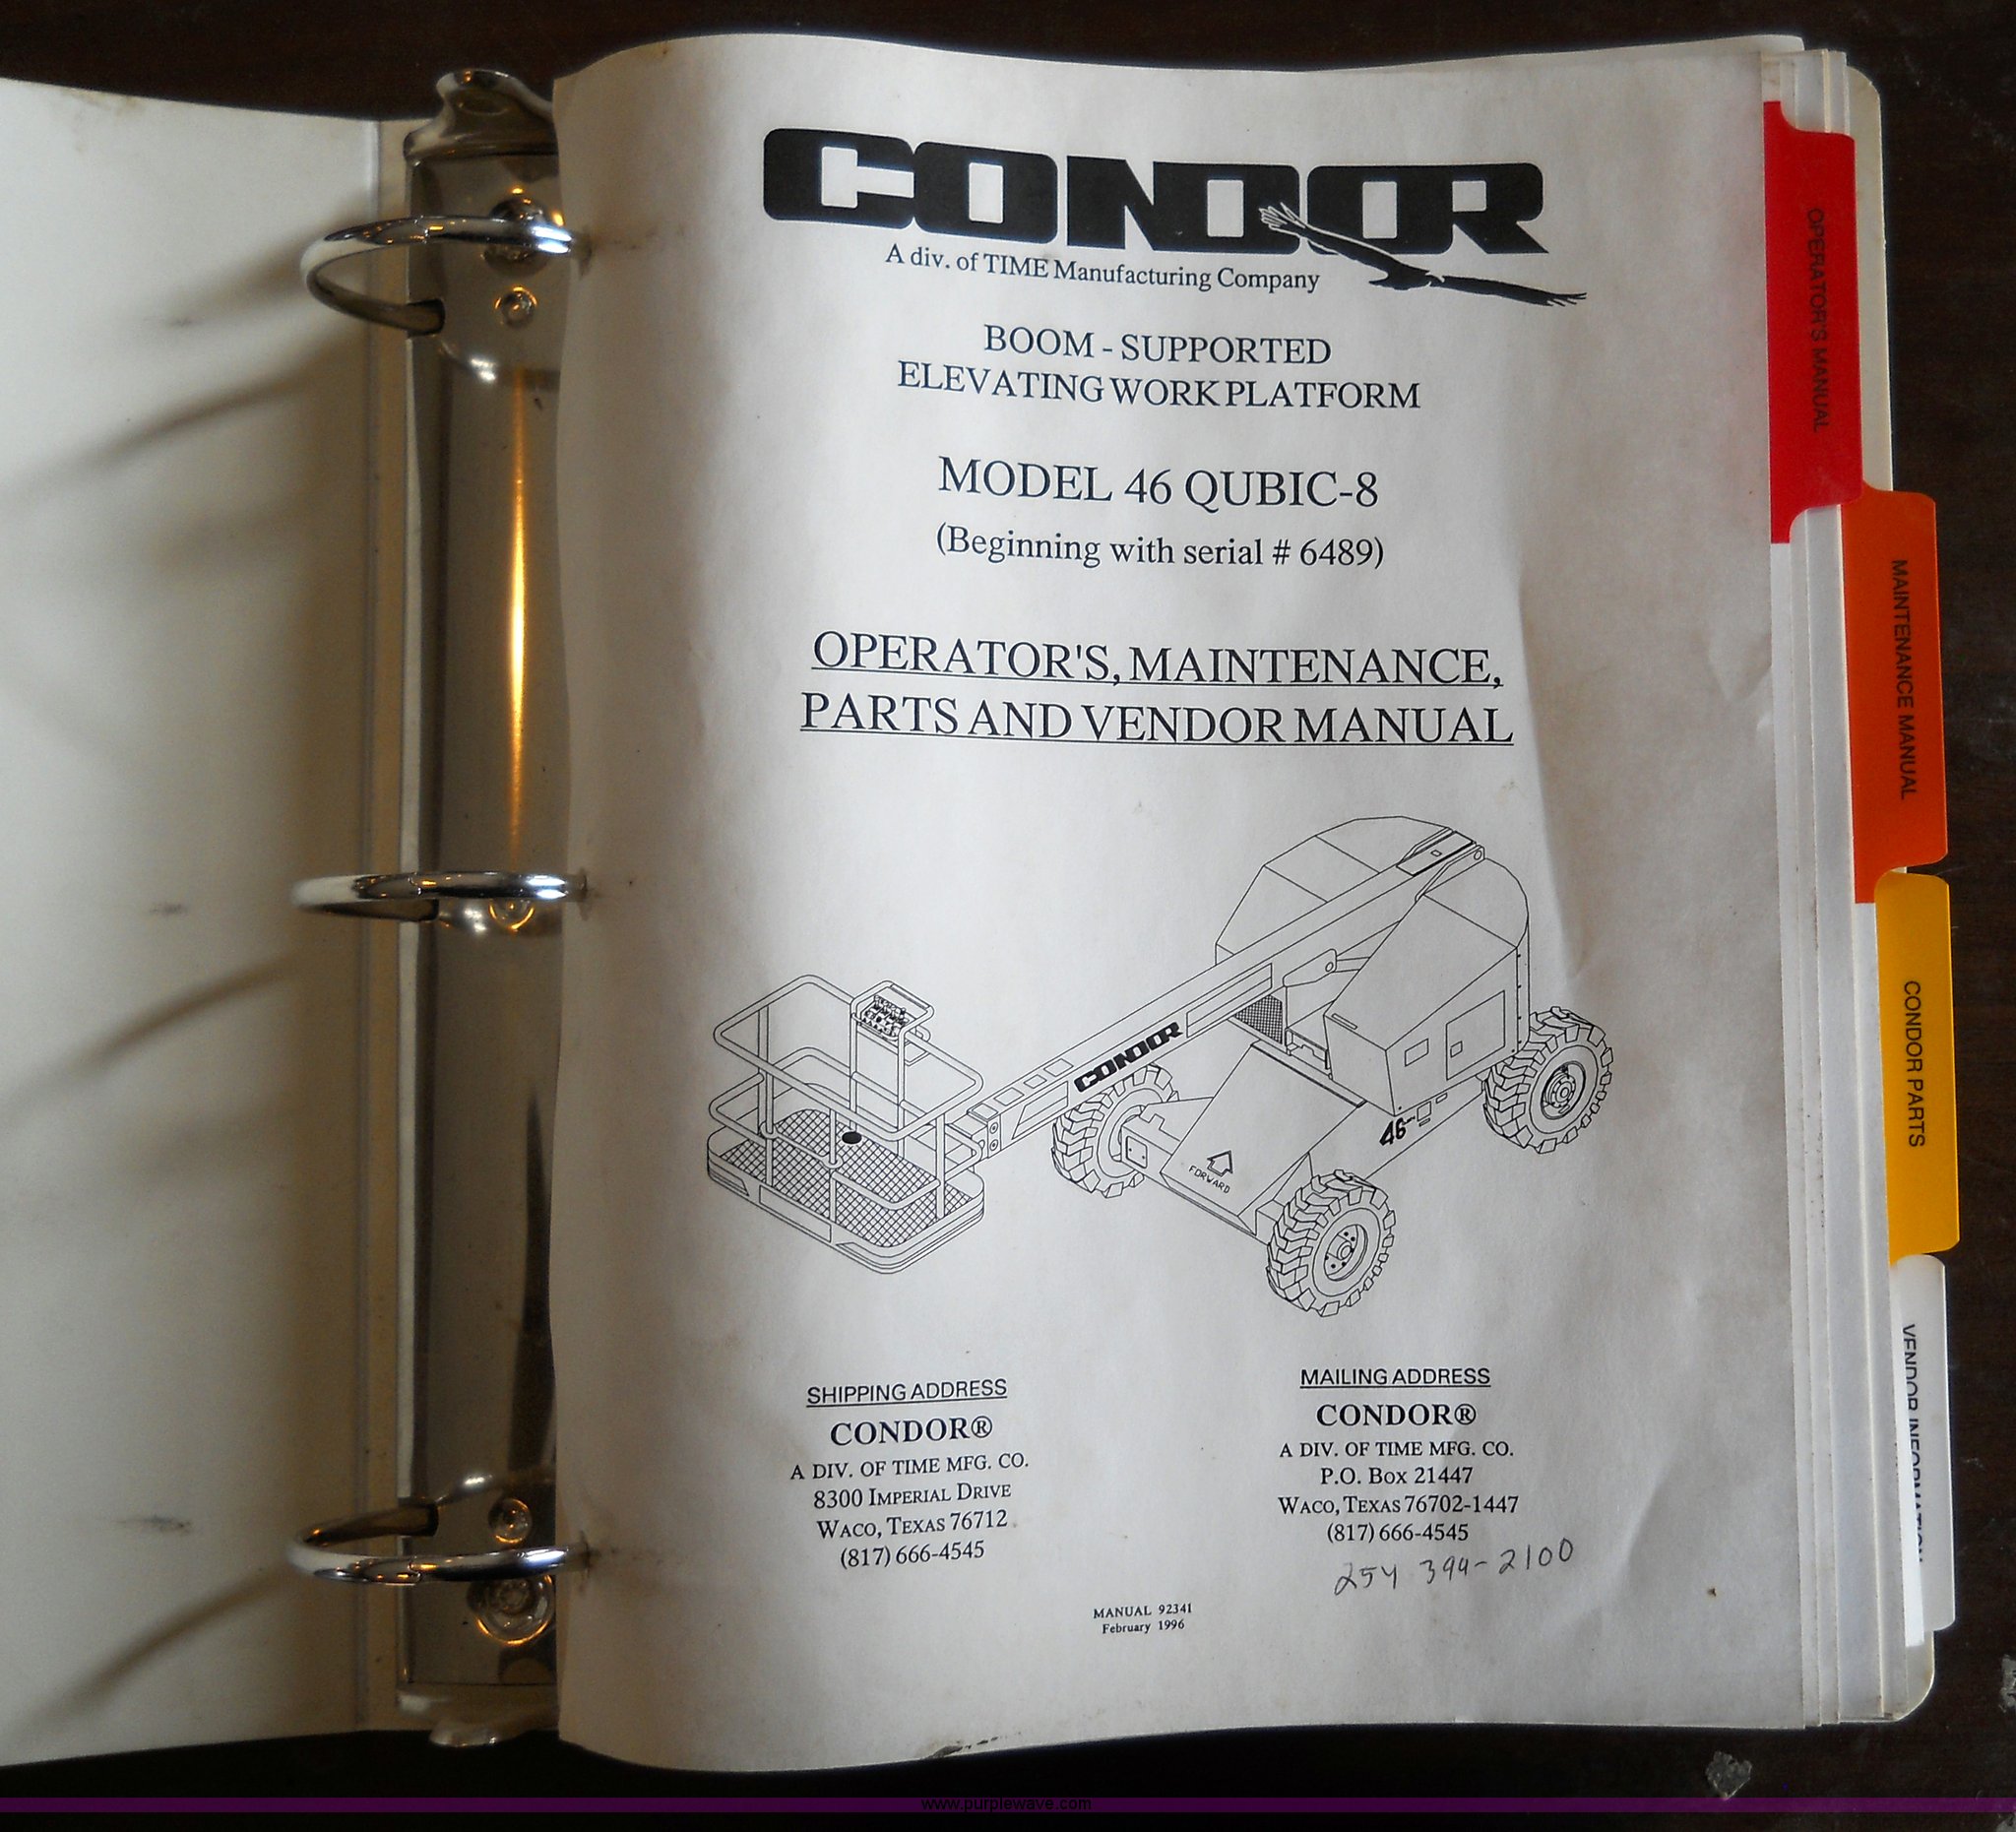 CONDOR
A div. of TIME Manufacturing Company
BOOM - SUPPORTED
ELEVATING WORK PLATFORM
MODEL 46 QUBIC-8
(Beginning with serial # 6489)
OPERATOR'S, MAINTENANCE,
PARTS AND VENDOR MANUAL
CONDOR
46
FORWARD
SHIPPING ADDRESS
CONDOR®
A DIV. OF TIME MFG. CO.
8300 IMPERIAL DRIVE
WACO, TEXAS 76712
(817) 666-4545
MAILING ADDRESS
CONDOR®
A DIV. OF TIME MFG. CO.
P.O. Box 21447
WACO, TEXAS 76702-1447
(817) 666-4545
254 399-2100
MANUAL 92341
February 1996
OPERATOR'S MANUAL
MAINTENANCE MANUAL
CONDOR PARTS
VENDOR INFORMATION
www.purplewave.com